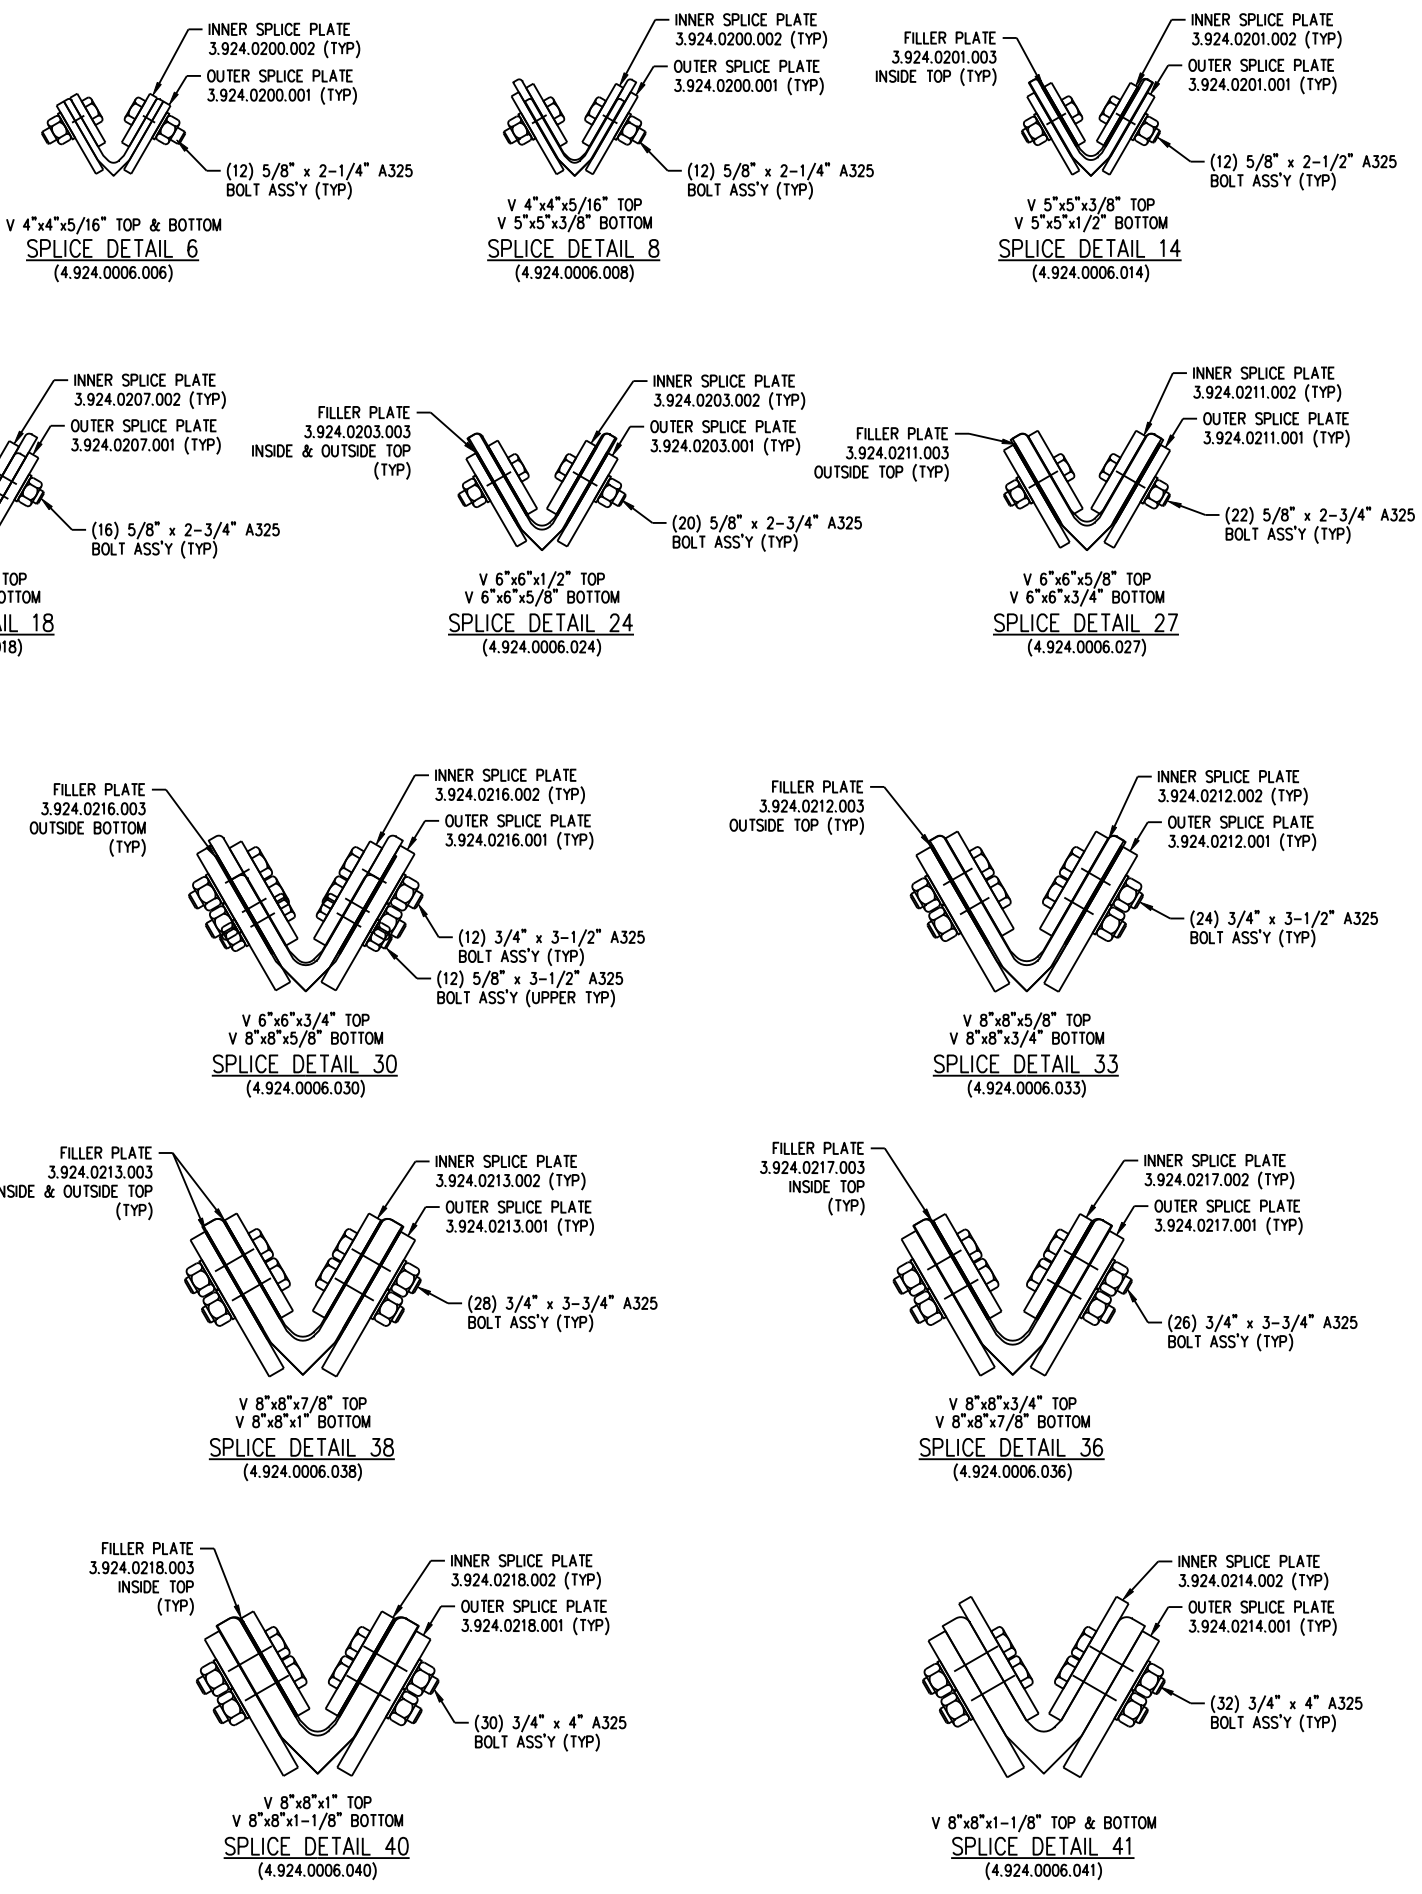 INNER SPLICE PLATE
3.924.0200.002 (TYP)
OUTER SPLICE PLATE
3.924.0200.001 (TYP)
(12) 5/8" x 2-1/4" A325
BOLT ASS'Y (TYP)
V 4"x4"x5/16" TOP & BOTTOM
SPLICE DETAIL 6
(4.924.0006.006)
INNER SPLICE PLATE
3.924.0200.002 (TYP)
OUTER SPLICE PLATE
3.924.0200.001 (TYP)
(12) 5/8" x 2-1/4" A325
BOLT ASS'Y (TYP)
V 4"x4"x5/16" TOP
V 5"x5"x3/8" BOTTOM
SPLICE DETAIL 8
(4.924.0006.008)
FILLER PLATE
3.924.0201.003
INSIDE TOP (TYP)
INNER SPLICE PLATE
3.924.0201.002 (TYP)
OUTER SPLICE PLATE
3.924.0201.001 (TYP)
(12) 5/8" x 2-1/2" A325
BOLT ASS'Y (TYP)
V 5"x5"x3/8" TOP
V 5"x5"x1/2" BOTTOM
SPLICE DETAIL 14
(4.924.0006.014)
INNER SPLICE PLATE
3.924.0207.002 (TYP)
OUTER SPLICE PLATE
3.924.0207.001 (TYP)
(16) 5/8" x 2-3/4" A325
BOLT ASS'Y (TYP)
TOP
OTTOM
AIL 18
018)
FILLER PLATE
3.924.0203.003
INSIDE & OUTSIDE TOP
(TYP)
INNER SPLICE PLATE
3.924.0203.002 (TYP)
OUTER SPLICE PLATE
3.924.0203.001 (TYP)
(20) 5/8" x 2-3/4" A325
BOLT ASS'Y (TYP)
V 6"x6"x1/2" TOP
V 6"x6"x5/8" BOTTOM
SPLICE DETAIL 24
(4.924.0006.024)
FILLER PLATE
3.924.0211.003
OUTSIDE TOP (TYP)
INNER SPLICE PLATE
3.924.0211.002 (TYP)
OUTER SPLICE PLATE
3.924.0211.001 (TYP)
(22) 5/8" x 2-3/4" A325
BOLT ASS'Y (TYP)
V 6"x6"x5/8" TOP
V 6"x6"x3/4" BOTTOM
SPLICE DETAIL 27
(4.924.0006.027)
FILLER PLATE
3.924.0216.003
OUTSIDE BOTTOM
(TYP)
INNER SPLICE PLATE
3.924.0216.002 (TYP)
OUTER SPLICE PLATE
3.924.0216.001 (TYP)
(12) 3/4" x 3-1/2" A325
BOLT ASS'Y (TYP)
(12) 5/8" x 3-1/2" A325
BOLT ASS'Y (UPPER TYP)
V 6"x6"x3/4" TOP
V 8"x8"x5/8" BOTTOM
SPLICE DETAIL 30
(4.924.0006.030)
FILLER PLATE
3.924.0212.003
OUTSIDE TOP (TYP)
INNER SPLICE PLATE
3.924.0212.002 (TYP)
OUTER SPLICE PLATE
3.924.0212.001 (TYP)
(24) 3/4" x 3-1/2" A325
BOLT ASS'Y (TYP)
V 8"x8"x5/8" TOP
V 8"x8"x3/4" BOTTOM
SPLICE DETAIL 33
(4.924.0006.033)
FILLER PLATE
3.924.0213.003
NSIDE & OUTSIDE TOP
(TYP)
INNER SPLICE PLATE
3.924.0213.002 (TYP)
OUTER SPLICE PLATE
3.924.0213.001 (TYP)
(28) 3/4" x 3-3/4" A325
BOLT ASS'Y (TYP)
V 8"x8"x7/8" TOP
V 8"x8"x1" BOTTOM
SPLICE DETAIL 38
(4.924.0006.038)
FILLER PLATE
3.924.0217.003
INSIDE TOP
(TYP)
INNER SPLICE PLATE
3.924.0217.002 (TYP)
OUTER SPLICE PLATE
3.924.0217.001 (TYP)
(26) 3/4" x 3-3/4" A325
BOLT ASS'Y (TYP)
V 8"x8"x3/4" TOP
V 8"x8"x7/8" BOTTOM
SPLICE DETAIL 36
(4.924.0006.036)
FILLER PLATE
3.924.0218.003
INSIDE TOP
(TYP)
INNER SPLICE PLATE
3.924.0218.002 (TYP)
OUTER SPLICE PLATE
3.924.0218.001 (TYP)
(30) 3/4" x 4" A325
BOLT ASS'Y (TYP)
V 8"x8"x1" TOP
V 8"x8"x1-1/8" BOTTOM
SPLICE DETAIL 40
(4.924.0006.040)
INNER SPLICE PLATE
3.924.0214.002 (TYP)
OUTER SPLICE PLATE
3.924.0214.001 (TYP)
(32) 3/4" x 4" A325
BOLT ASS'Y (TYP)
V 8"x8"x1-1/8" TOP & BOTTOM
SPLICE DETAIL 41
(4.924.0006.041)